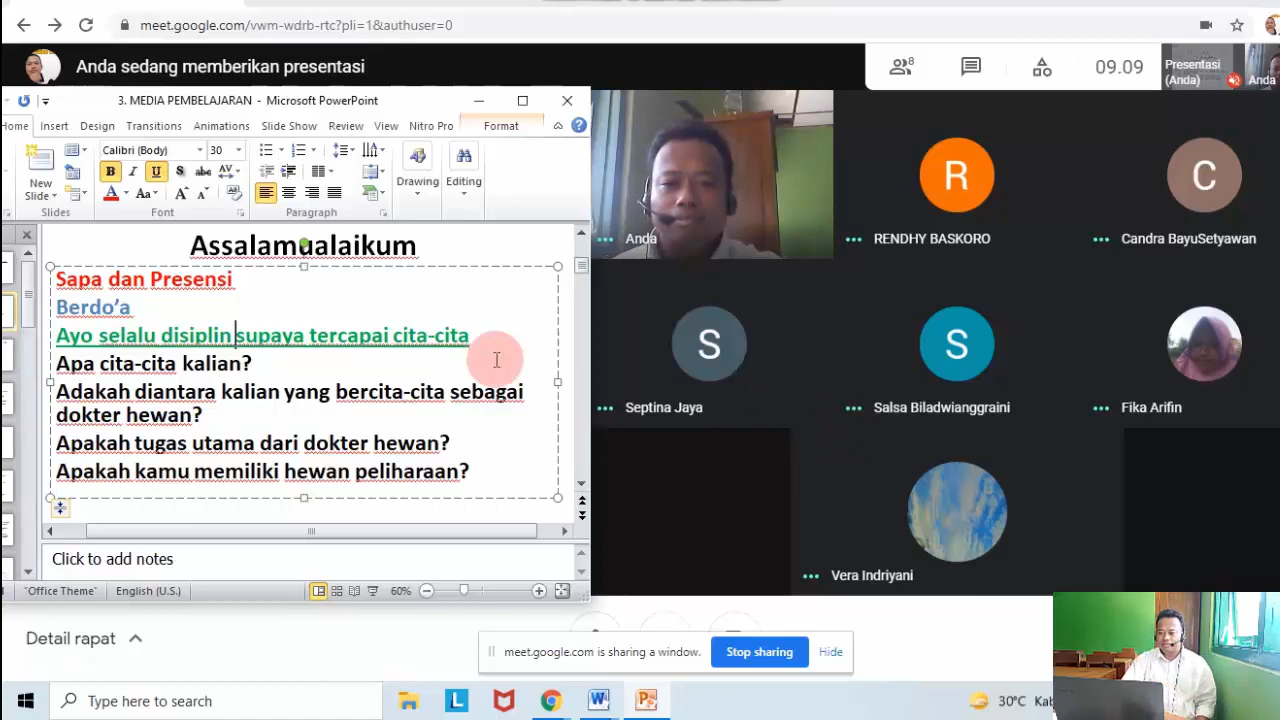 meet.google.com/vwm-wdrb-rtc?pli=1&authuser=0
Anda sedang memberikan presentasi
8
09.09
Presentasi
(Anda)
Anda
3. MEDIA PEMBELAJARAN - Microsoft PowerPoint
Home Insert Design Transitions Animations Slide Show Review View Nitro Pro Format
Calibri (Body) 30
New
Slide
Drawing
Editing
B I U S abc AV
A Aa A A
Slides Font Paragraph
Assalamualaikum
Sapa dan Presensi
Berdo’a
Ayo selalu disiplin supaya tercapai cita-cita
Apa cita-cita kalian?
Adakah diantara kalian yang bercita-cita sebagai
dokter hewan?
Apakah tugas utama dari dokter hewan?
Apakah kamu memiliki hewan peliharaan?
Click to add notes
"Office Theme" English (U.S.) 60%
Anda
R
RENDHY BASKORO
C
Candra BayuSetyawan
S
Septina Jaya
S
Salsa Biladwianggraini
Fika Arifin
Vera Indriyani
Detail rapat
meet.google.com is sharing a window. Stop sharing Hide
Type here to search
L
W
P
30°C Kab